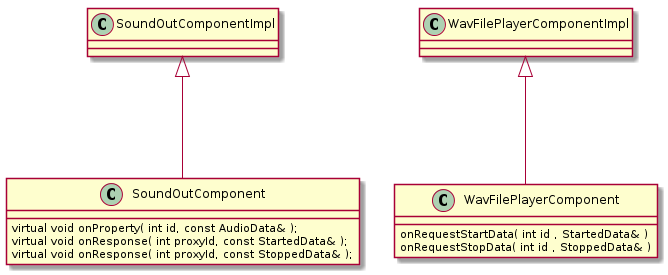 C SoundOutComponentImpl
C WavFilePlayerComponentImpl
C SoundOutComponent
virtual void onProperty( int id, const AudioData& );
virtual void onResponse( int proxyId, const StartedData& );
virtual void onResponse( int proxyId, const StoppedData& );
C WavFilePlayerComponent
onRequestStartData( int id , StartedData& )
onRequestStopData( int id , StoppedData& )